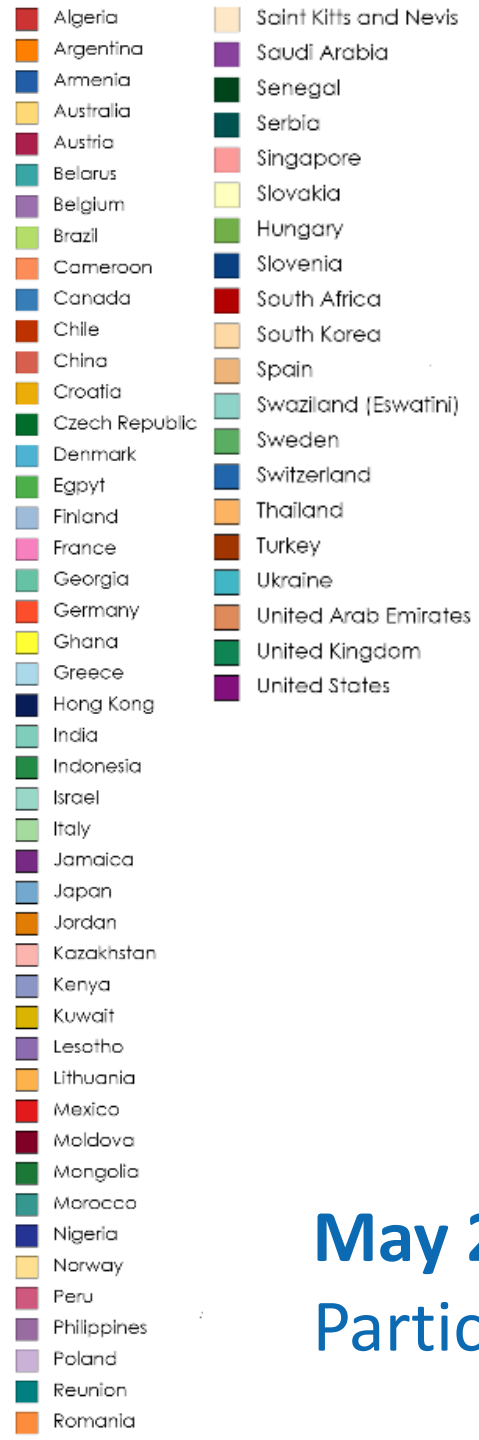 Algeria
Argentina
Armenia
Australia
Austria
Belarus
Belgium
Brazil
Cameroon
Canada
Chile
China
Croatia
Czech Republic
Denmark
Egpyt
Finland
France
Georgia
Germany
Ghana
Greece
Hong Kong
India
Indonesia
Israel
Italy
Jamaica
Japan
Jordan
Kazakhstan
Kenya
Kuwait
Lesotho
Lithuania
Mexico
Moldova
Mongolia
Morocco
Nigeria
Norway
Peru
Philippines
Poland
Reunion
Romania
Saint Kitts and Nevis
Saudi Arabia
Senegal
Serbia
Singapore
Slovakia
Hungary
Slovenia
South Africa
South Korea
Spain
Swaziland (Eswatini)
Sweden
Switzerland
Thailand
Turkey
Ukraine
United Arab Emirates
United Kingdom
United States
May